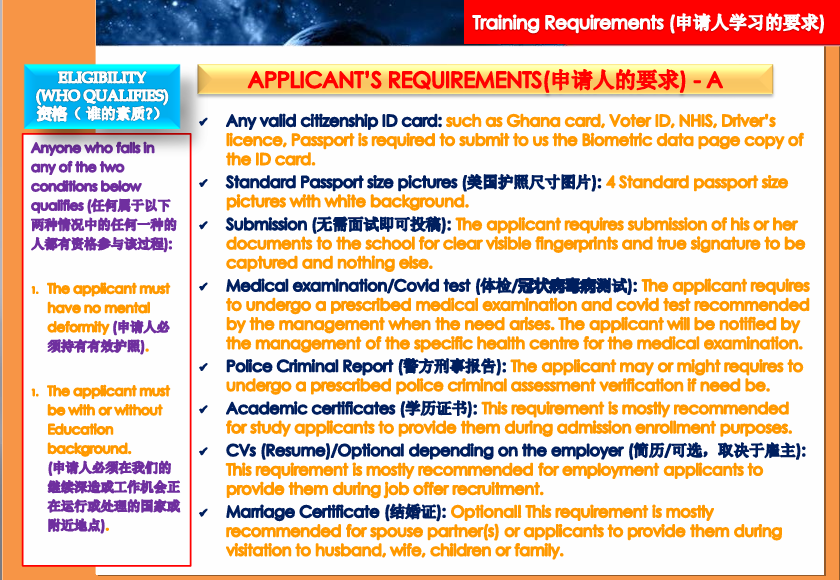 Training Requirements (申请人学习的要求)
ELIGIBILITY
(WHO QUALIFIES)
资格（ 谁的素质?）
Anyone who falls in
any of the two
conditions below
qualifies (任何属于以下
两种情况中的任何一种的
人都有资格参与该过程):
1. The applicant must
have no mental
deformity (申请人必
须持有有效护照).
1. The applicant must
be with or without
Education
background.
(申请人必须在我们的
继续深造或工作机会正
在运行或处理的国家或
附近地点).
APPLICANT'S REQUIREMENTS(申请人的要求) - A
✓ Any valid citizenship ID card: such as Ghana card, Voter ID, NHIS, Driver's
licence, Passport is required to submit to us the Biometric data page copy of
the ID card.
✓ Standard Passport size pictures (美国护照尺寸图片): 4 Standard passport size
pictures with white background.
✓ Submission (无需面试即可投稿): The applicant requires submission of his or her
documents to the school for clear visible fingerprints and true signature to be
captured and nothing else.
✓ Medical examination/Covid test (体检/冠状病毒病测试): The applicant requires
to undergo a prescribed medical examination and covid test recommended
by the management when the need arises. The applicant will be notified by
the management of the specific health centre for the medical examination.
✓ Police Criminal Report (警方刑事报告): The applicant may or might requires to
undergo a prescribed police criminal assessment verification if need be.
✓ Academic certificates (学历证书): This requirement is mostly recommended
for study applicants to provide them during admission enrollment purposes.
✓ CVs (Resume)/Optional depending on the employer (简历/可选，取决于雇主):
This requirement is mostly recommended for employment applicants to
provide them during job offer recruitment.
✓ Marriage Certificate (结婚证): Optional! This requirement is mostly
recommended for spouse partner(s) or applicants to provide them during
visitation to husband, wife, children or family.